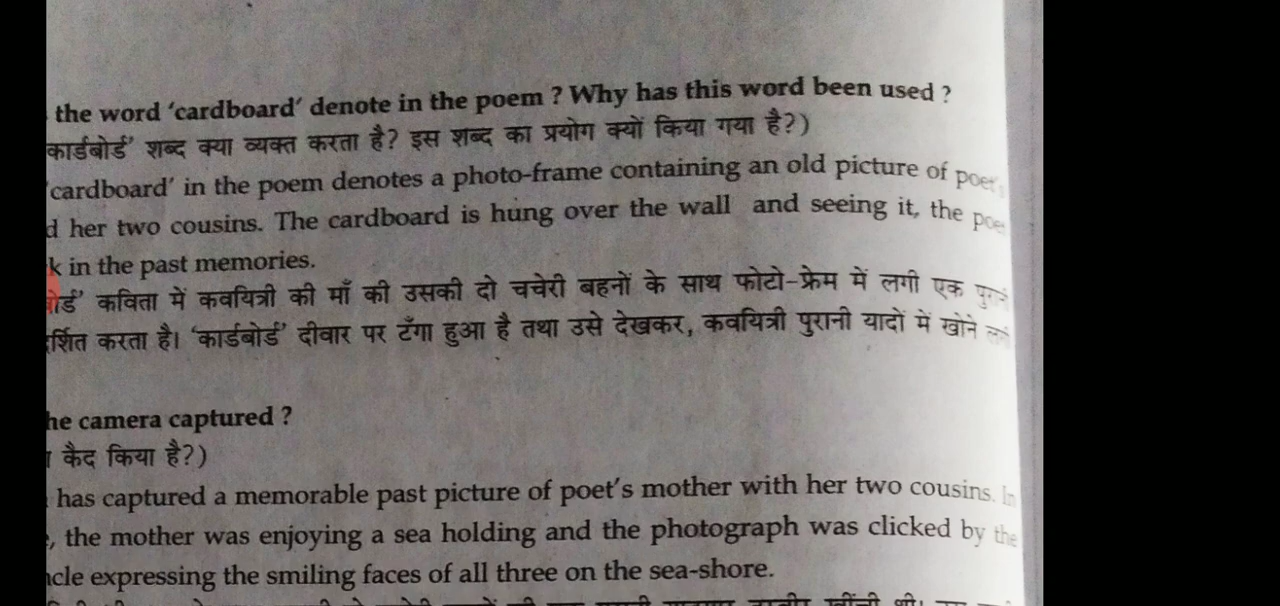 the word 'cardboard' denote in the poem ? Why has this word been used ?
कार्डबोर्ड' शब्द क्या व्यक्त करता है? इस शब्द का प्रयोग क्यों किया गया है?)
'cardboard' in the poem denotes a photo-frame containing an old picture of
her two cousins. The cardboard is hung over the wall and seeing it, the
in the past memories.
कविता में कवयित्री की माँ की उसकी दो चचेरी बहनों के साथ फोटो-फ्रेम में लगी एक
करता है। 'कार्डबोर्ड' दीवार पर टँगा हुआ है तथा उसे देखकर, कवयित्री पुरानी यादों में खोने
camera captured ?
कैद किया है?)
has captured a memorable past picture of poet's mother with her two cousins. In
, the mother was enjoying a sea holding and the photograph was clicked by the
expressing the smiling faces of all three on the sea-shore.